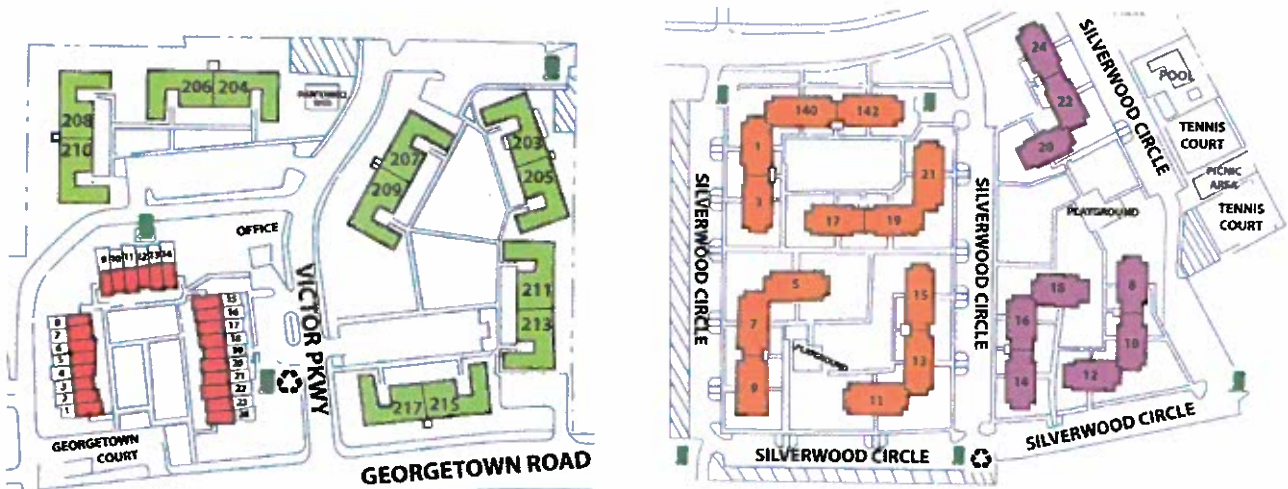 206 204
208
210
207
209
203
205
OFFICE
9 10 11 12 13 14
8
7
6
5
4
3
2
1
15
16
17
18
19
20
21
22
23
24
VICTOR PKWY
211
213
217 215
GEORGETOWN
COURT
GEORGETOWN ROAD
140 142
1
3
21
17 19
SILVERWOOD CIRCLE
5
7
9
15
13
11
PLAYGROUND
SILVERWOOD CIRCLE
SILVERWOOD CIRCLE
24
22
20
SILVERWOOD CIRCLE
POOL
TENNIS
COURT
PICNIC
AREA
TENNIS
COURT
PLAYGROUND
18
16
14
8
10
12
SILVERWOOD CIRCLE